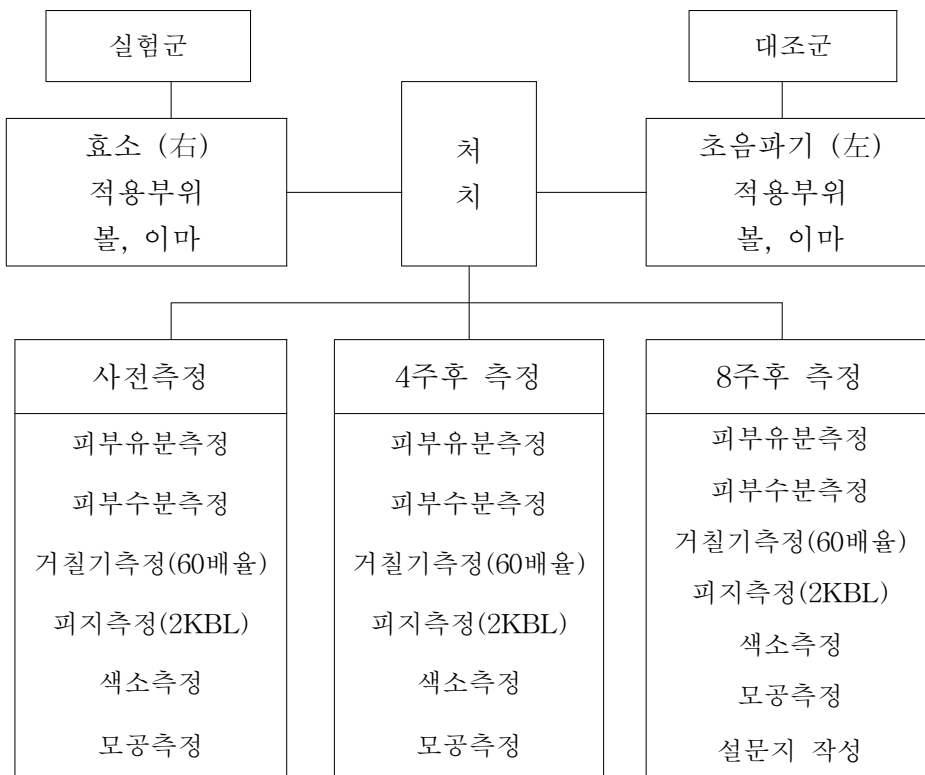 실험군
대조군
효소 (右)
적용부위
볼, 이마
처
치
초음파기 (左)
적용부위
볼, 이마
사전측정
피부유분측정
피부수분측정
거칠기측정(60배율)
피지측정(2KBL)
색소측정
모공측정
4주후 측정
피부유분측정
피부수분측정
거칠기측정(60배율)
피지측정(2KBL)
색소측정
모공측정
8주후 측정
피부유분측정
피부수분측정
거칠기측정(60배율)
피지측정(2KBL)
색소측정
모공측정
설문지 작성